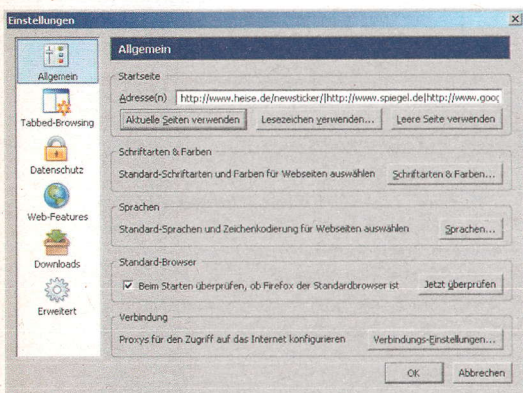 Einstellungen
Allgemein
Tabbed-Browsing
Datenschutz
Web-Features
Downloads
Erweitert
Allgemein
Startseite
Adresse(n) http://www.heise.de/newsticker/|http://www.spiegel.de|http://www.goog
Aktuelle Seiten verwenden Lesezeichen verwenden... Leere Seite verwenden
Schriftarten & Farben
Standard-Schriftarten und Farben für Webseiten auswählen Schriftarten & Farben...
Sprachen
Standard-Sprachen und Zeichenkodierung für Webseiten auswählen Sprachen...
Standard-Browser
Beim Starten überprüfen, ob Firefox der Standardbrowser ist Jetzt überprüfen
Verbindung
Proxys für den Zugriff auf das Internet konfigurieren Verbindungs-Einstellungen...
OK Abbrechen